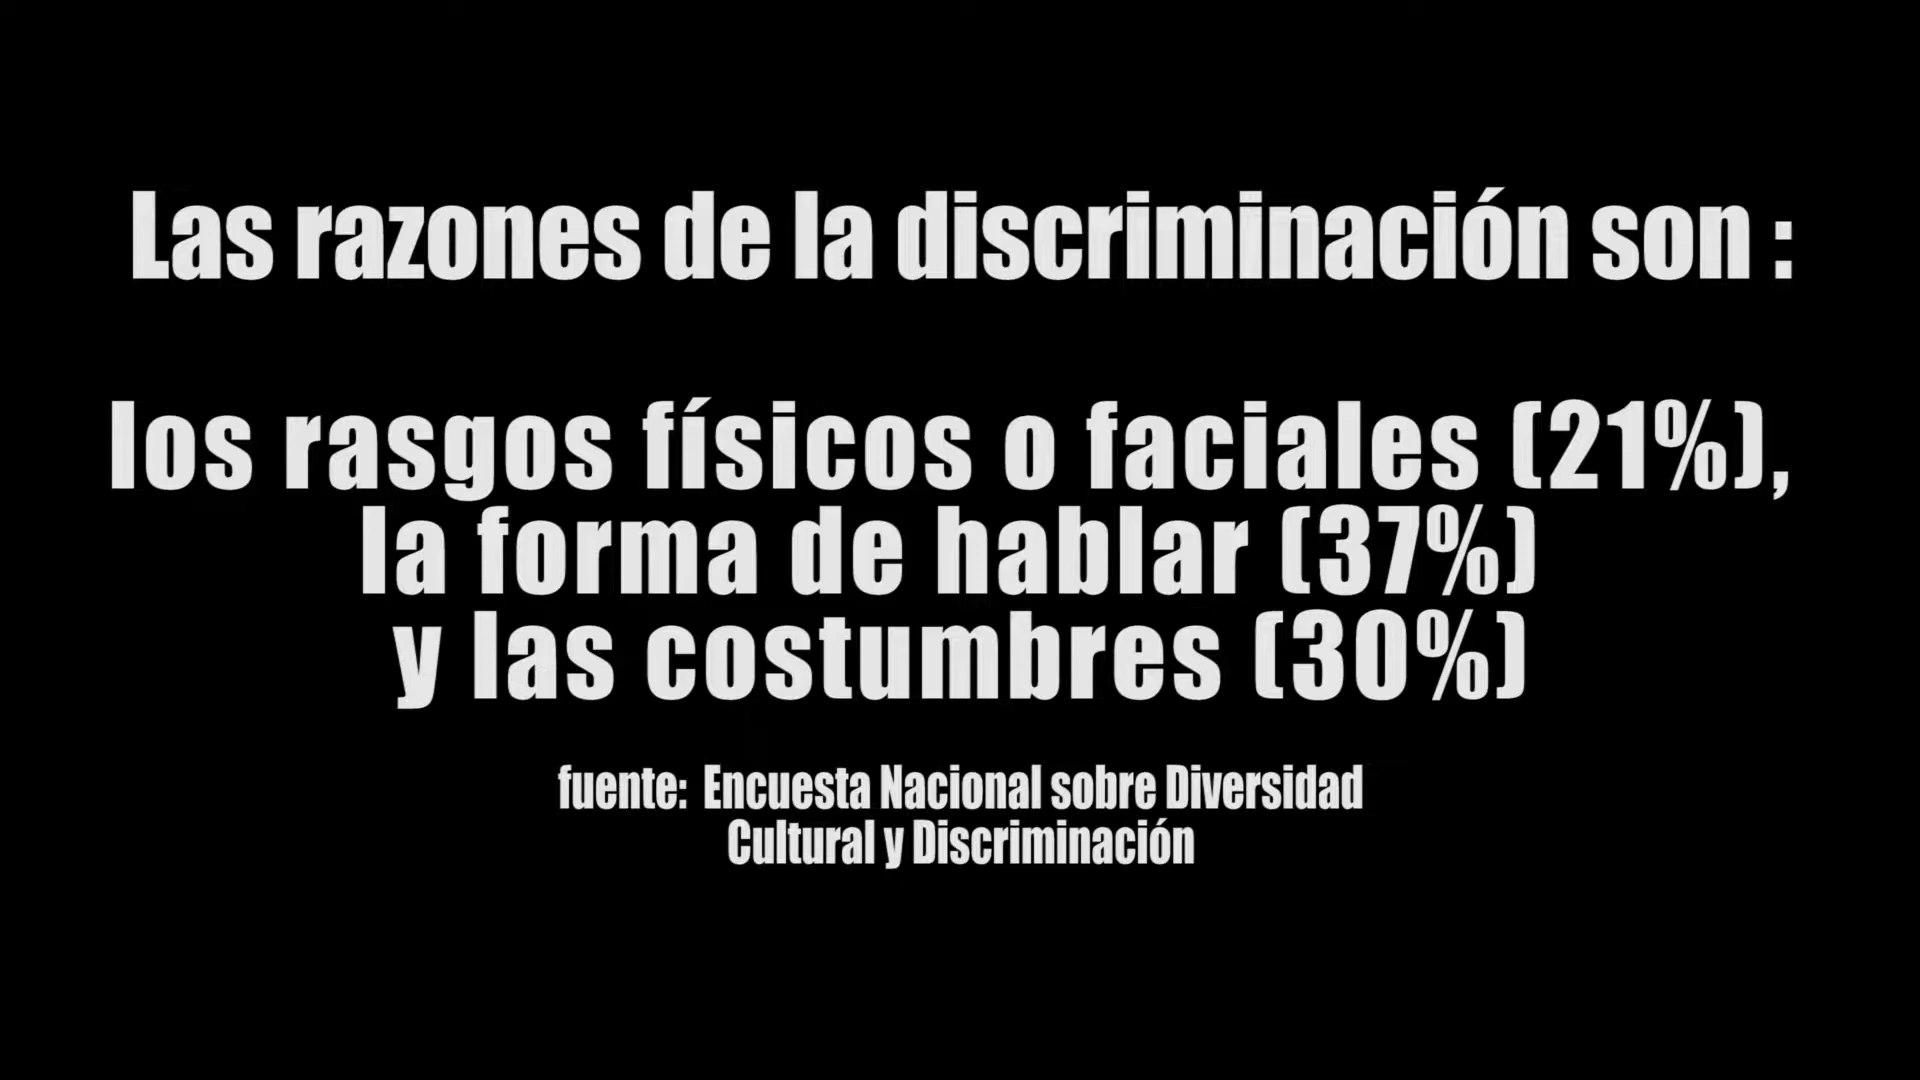 Las razones de la discriminación son :
los rasgos físicos o faciales (21%),
la forma de hablar (37%)
y las costumbres (30%)
fuente: Encuesta Nacional sobre Diversidad
Cultural y Discriminación